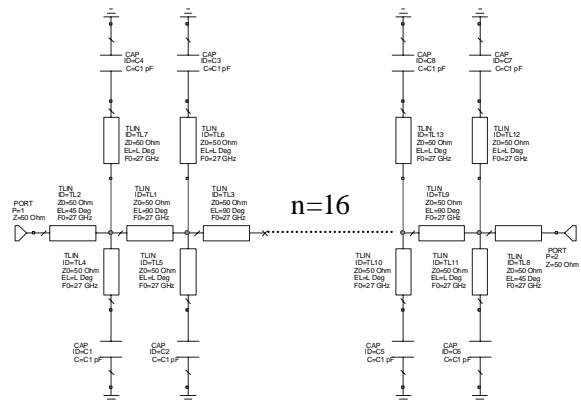 CAP
ID=C4
C=C1 pF
CAP
ID=C3
C=C1 pF
CAP
ID=C8
C=C1 pF
CAP
ID=C7
C=C1 pF
TLIN
ID=TL7
Z0=50 Ohm
EL=L Deg
F0=27 GHz
TLIN
ID=TL6
Z0=50 Ohm
EL=L Deg
F0=27 GHz
TLIN
ID=TL13
Z0=50 Ohm
EL=L Deg
F0=27 GHz
TLIN
ID=TL12
Z0=50 Ohm
EL=L Deg
F0=27 GHz
PORT
P=1
Z=50 Ohm
TLIN
ID=TL2
Z0=50 Ohm
EL=45 Deg
F0=27 GHz
TLIN
ID=TL1
Z0=50 Ohm
EL=90 Deg
F0=27 GHz
TLIN
ID=TL3
Z0=50 Ohm
EL=90 Deg
F0=27 GHz
n=16
TLIN
ID=TL9
Z0=50 Ohm
EL=90 Deg
F0=27 GHz
TLIN
ID=TL4
Z0=50 Ohm
EL=L Deg
F0=27 GHz
TLIN
ID=TL5
Z0=50 Ohm
EL=L Deg
F0=27 GHz
TLIN
ID=TL10
Z0=50 Ohm
EL=L Deg
F0=27 GHz
TLIN
ID=TL11
Z0=50 Ohm
EL=L Deg
F0=27 GHz
TLIN
ID=TL8
Z0=50 Ohm
EL=45 Deg
F0=27 GHz
PORT
P=2
Z=50 Ohm
CAP
ID=C1
C=C1 pF
CAP
ID=C2
C=C1 pF
CAP
ID=C5
C=C1 pF
CAP
ID=C6
C=C1 pF